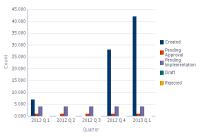 45.000
40.000
35.000
30.000
25.000
20.000
15.000
10.000
5.000
0.000
Count
2012 Q 1
2012 Q 2
2012 Q 3
2012 Q 4
2013 Q 1
Quarter
Created
Pending
Approval
Pending
Implementation
Draft
Rejected